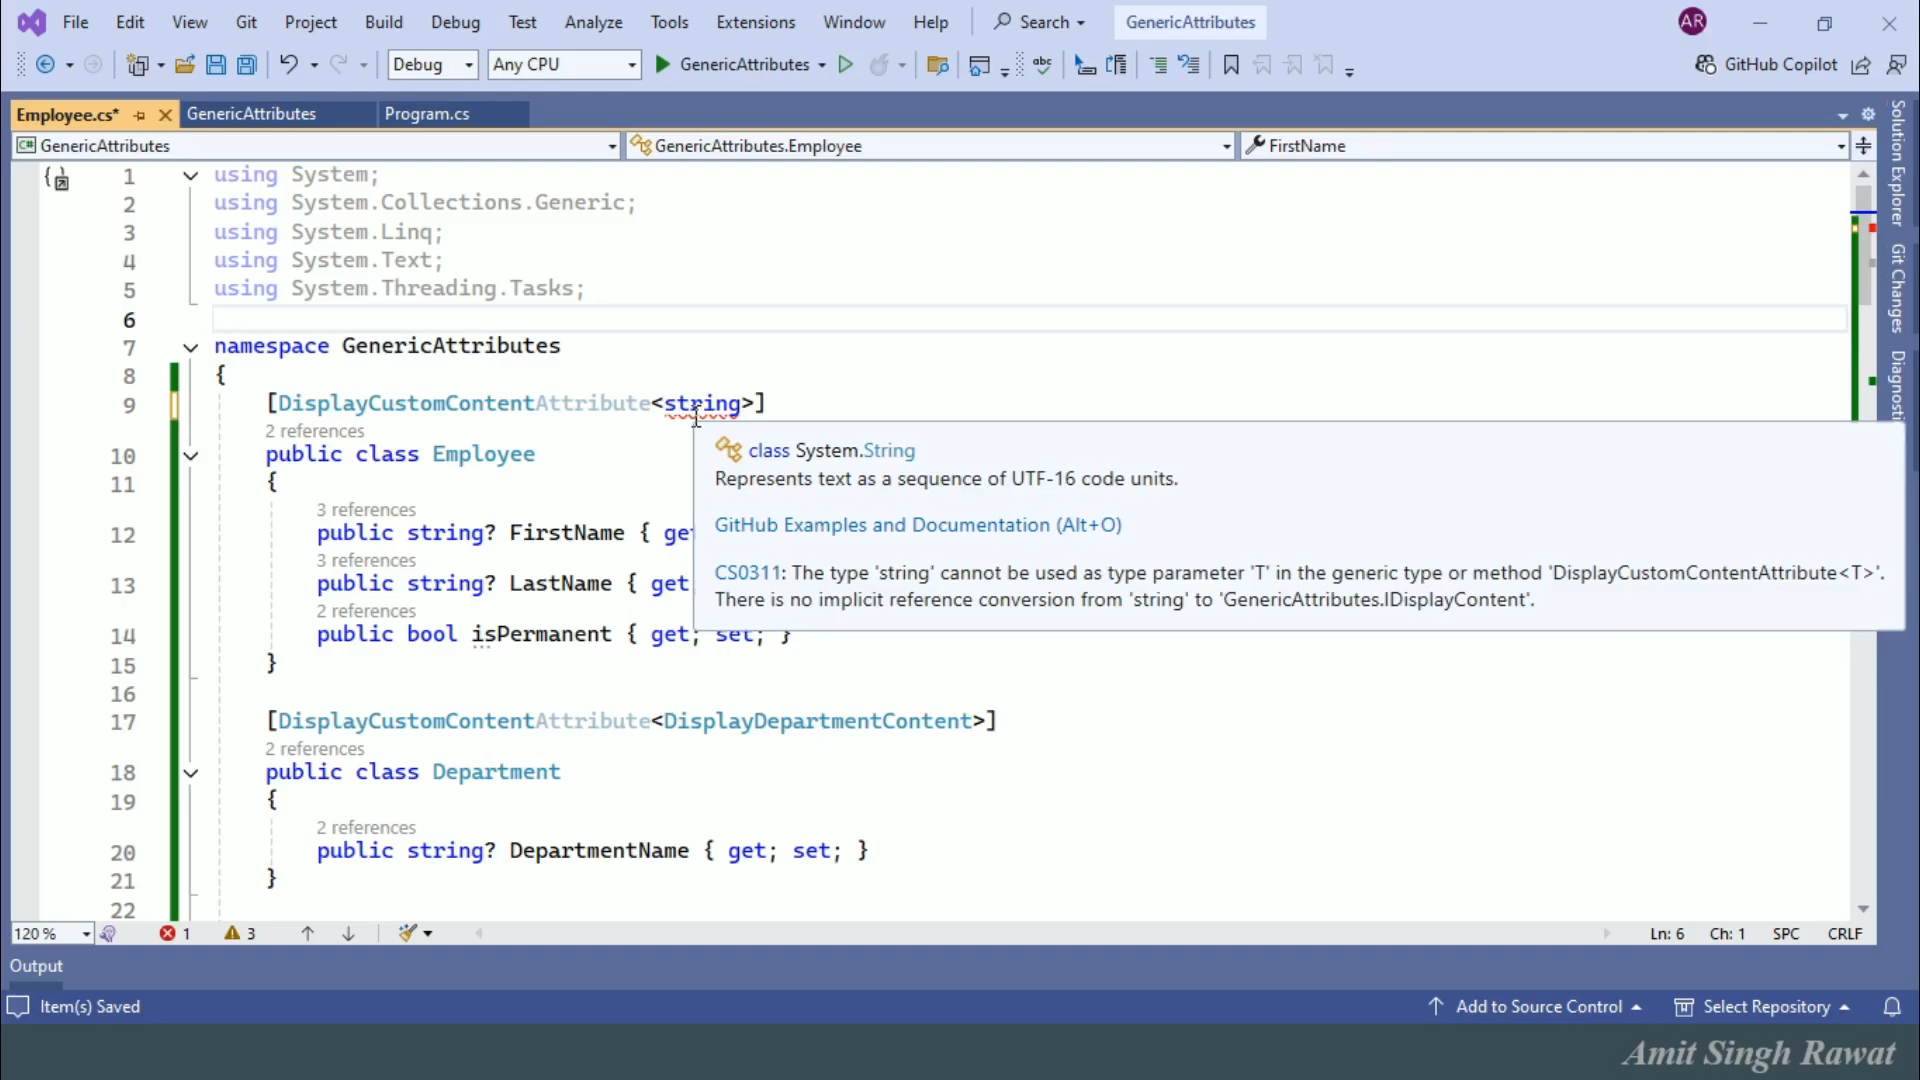 File Edit View Git Project Build Debug Test Analyze Tools Extensions Window Help Search GenericAttributes AR
Debug Any CPU GenericAttributes abc GitHub Copilot
Employee.cs* GenericAttributes Program.cs
C# GenericAttributes GenericAttributes.Employee FirstName
1 using System;
2 using System.Collections.Generic;
3 using System.Linq;
4 using System.Text;
5 using System.Threading.Tasks;
6
7 namespace GenericAttributes
8 {
9 [DisplayCustomContentAttribute<string>]
2 references
10 public class Employee
11 {
3 references
12 public string? FirstName { get
3 references
13 public string? LastName { get
2 references
14 public bool isPermanent { get; set; }
15 }
16
17 [DisplayCustomContentAttribute<DisplayDepartmentContent>]
2 references
18 public class Department
19 {
2 references
20 public string? DepartmentName { get; set; }
21 }
22
class System.String
Represents text as a sequence of UTF-16 code units.
GitHub Examples and Documentation (Alt+O)
CS0311: The type 'string' cannot be used as type parameter 'T' in the generic type or method 'DisplayCustomContentAttribute<T>'.
There is no implicit reference conversion from 'string' to 'GenericAttributes.IDisplayContent'.
Solution Explorer
Git Changes
Diagnosti
120 % 1 3 Ln: 6 Ch: 1 SPC CRLF
Output
Item(s) Saved Add to Source Control Select Repository
Amit Singh Rawat